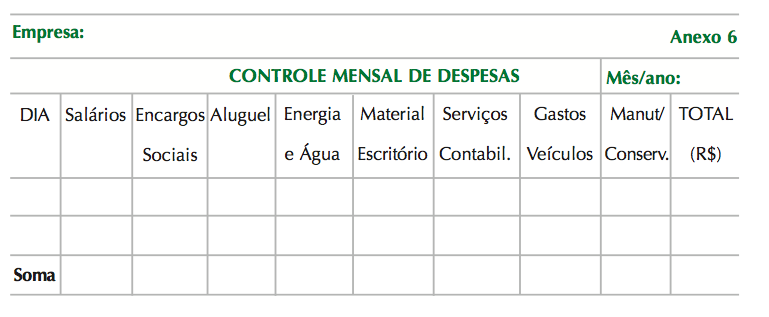 Empresa:
Anexo 6
CONTROLE MENSAL DE DESPESAS Mês/ano:
DIA Salários Encargos Aluguel Energia Material Serviços Gastos Manut/ TOTAL
Sociais e Água Escritório Contabil. Veículos Conserv. (R$)
Soma